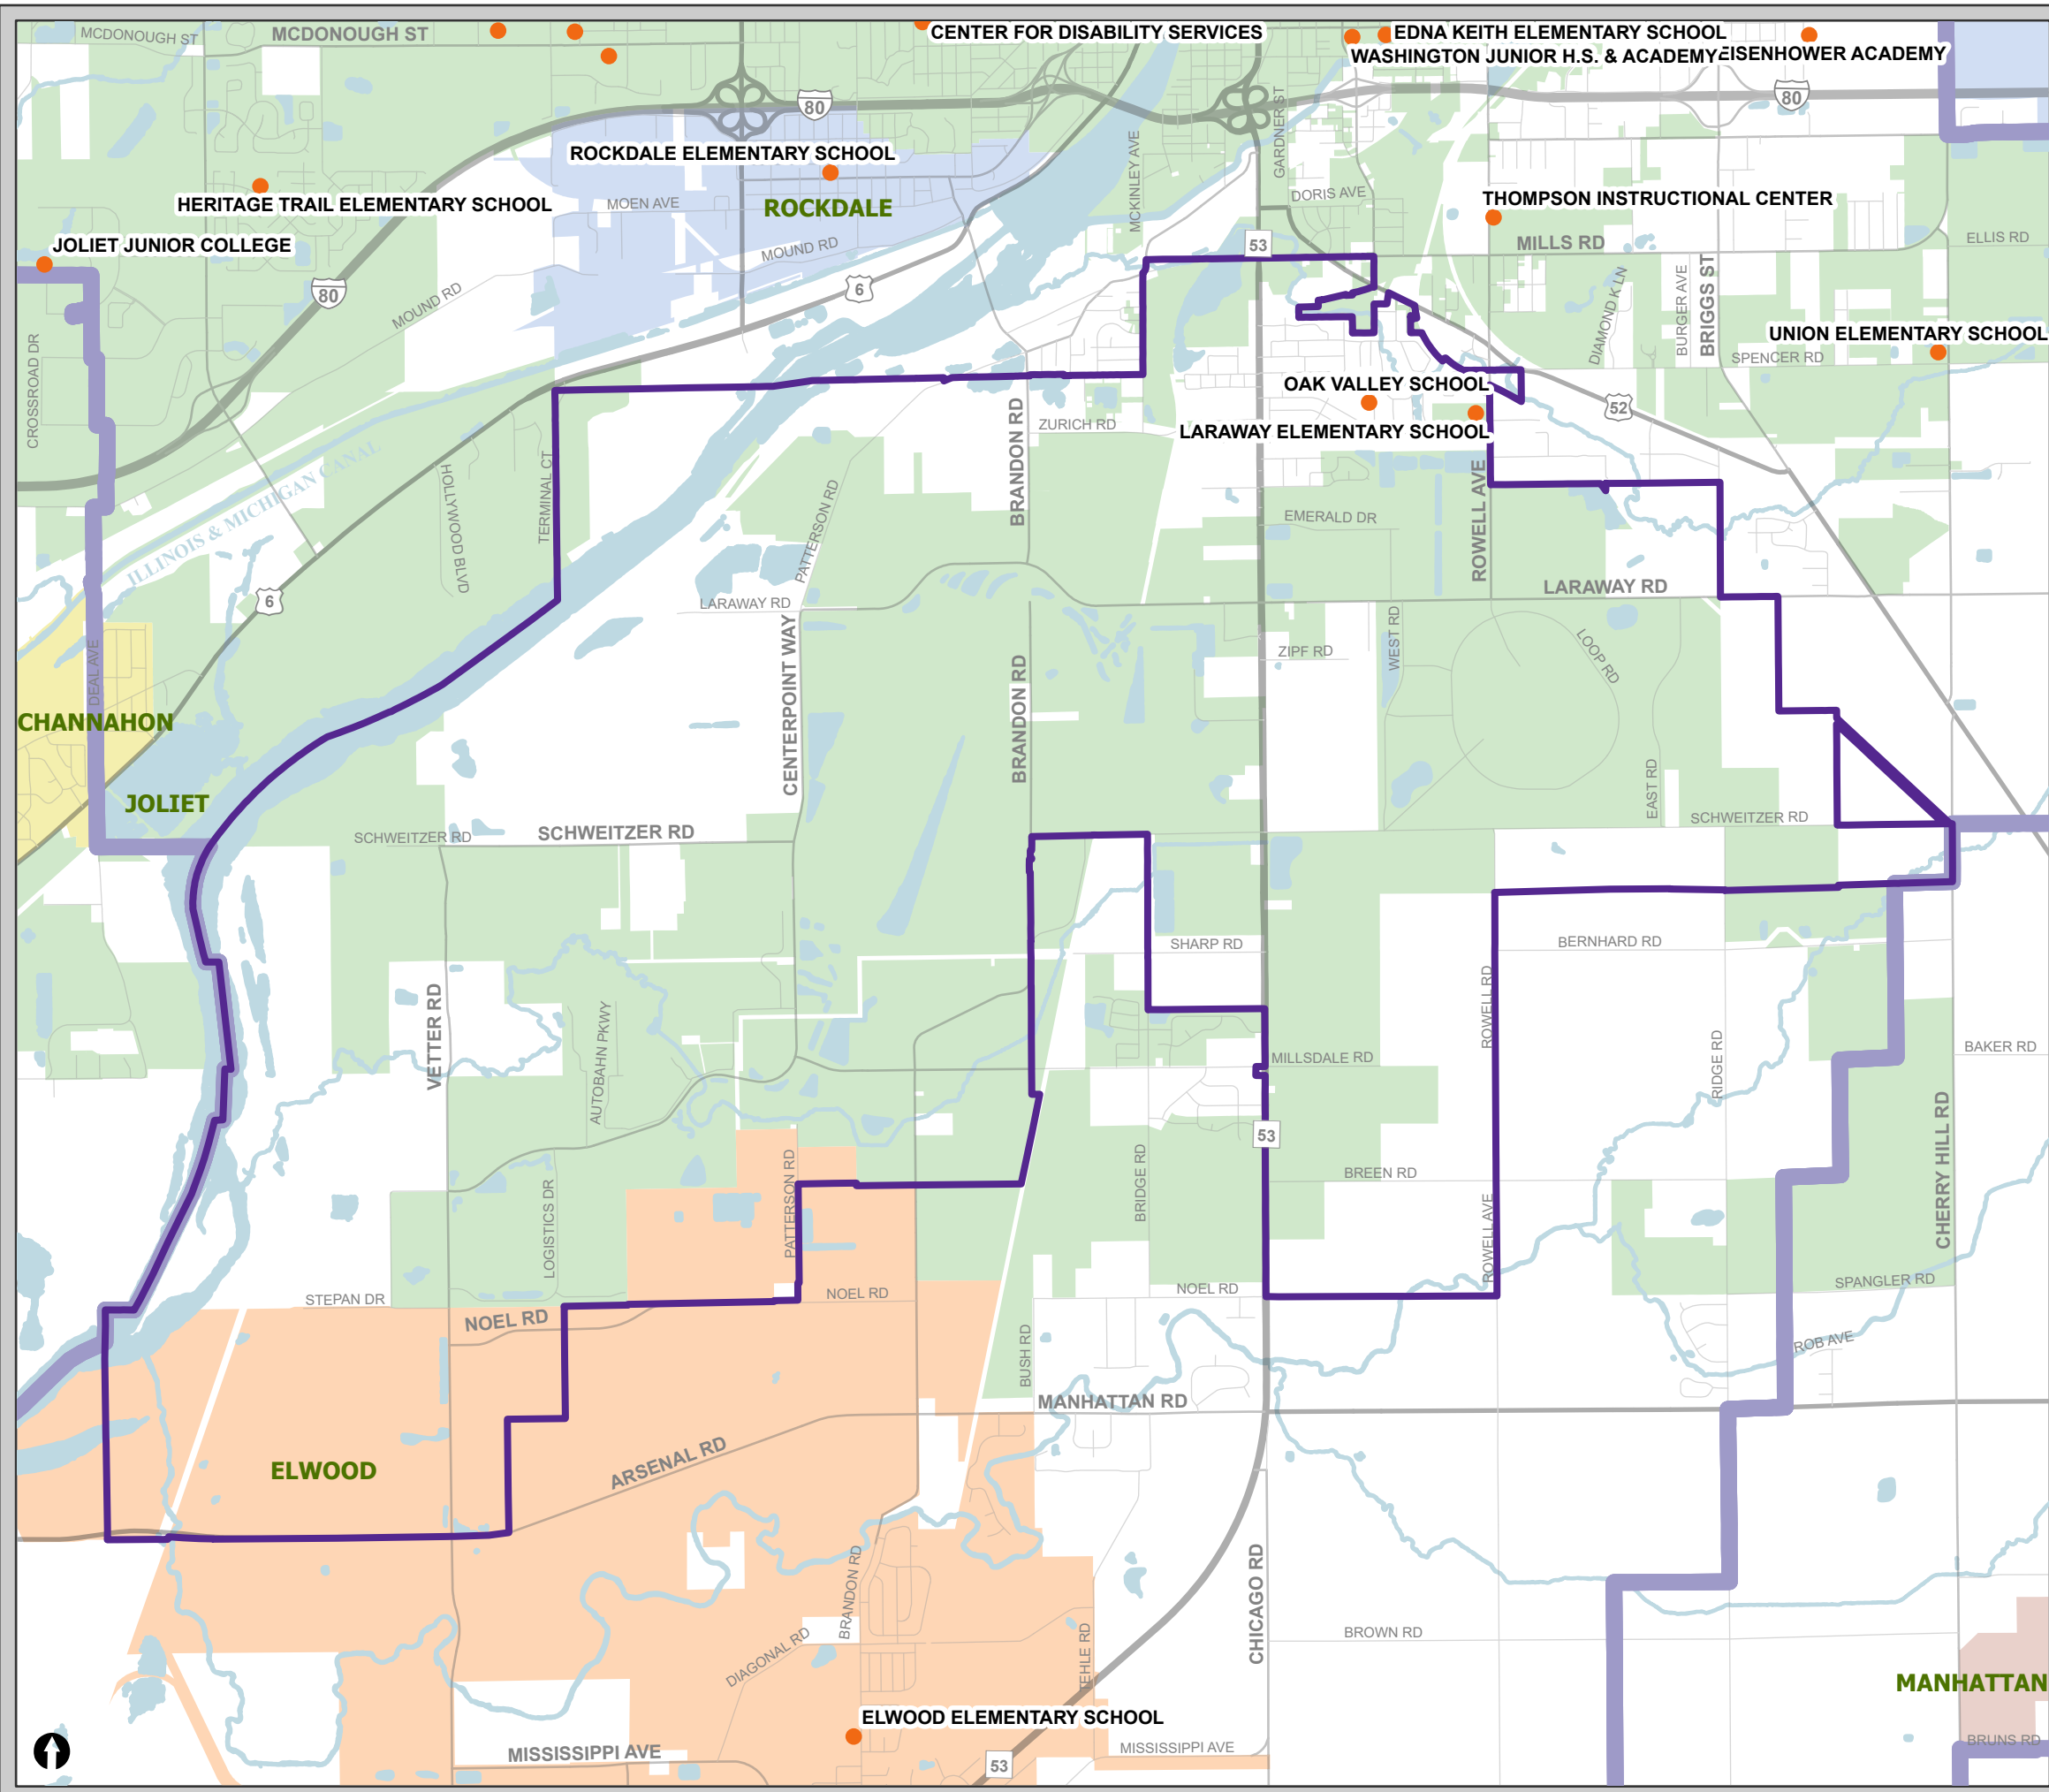 MCDONOUGH ST
MCDONOUGH ST
CENTER FOR DISABILITY SERVICES
EDNA KEITH ELEMENTARY SCHOOL
WASHINGTON JUNIOR H.S. & ACADEMY
EISENHOWER ACADEMY
80
80
GARDNER ST
MCKINLEY AVE
ROCKDALE ELEMENTARY SCHOOL
HERITAGE TRAIL ELEMENTARY SCHOOL
MOEN AVE
ROCKDALE
DORIS AVE
THOMPSON INSTRUCTIONAL CENTER
JOLIET JUNIOR COLLEGE
MOUND RD
53
MILLS RD
ELLIS RD
80
MOUND RD
6
DIAMOND K LN
BURGER AVE
BRIGGS ST
UNION ELEMENTARY SCHOOL
SPENCER RD
CROSSROAD DR
OAK VALLEY SCHOOL
52
BRANDON RD
ZURICH RD
LARAWAY ELEMENTARY SCHOOL
ILLINOIS & MICHIGAN CANAL
HOLLYWOOD BLVD
TERMINAL CT
PATTERSON RD
EMERALD DR
ROWELL AVE
6
LARAWAY RD
LARAWAY RD
CENTERPOINT WAY
BRANDON RD
ZIPF RD
WEST RD
LOOP RD
DEAL AVE
CHANNAHON
JOLIET
EAST RD
SCHWEITZER RD
SCHWEITZER RD
SCHWEITZER RD
SHARP RD
BERNHARD RD
VETTER RD
AUTOBAHN PKWY
ROWELL RD
MILLSDALE RD
RIDGE RD
BAKER RD
53
CHERRY HILL RD
PATTERSON RD
LOGISTICS DR
BRIDGE RD
BREEN RD
ROWELL AVE
STEPAN DR
NOEL RD
NOEL RD
NOEL RD
SPANGLER RD
BUSH RD
ROB AVE
MANHATTAN RD
ARSENAL RD
ELWOOD
CHICAGO RD
BRANDON RD
DIAGONAL RD
BROWN RD
MANHATTAN
ELWOOD ELEMENTARY SCHOOL
MISSISSIPPI AVE
53
MISSISSIPPI AVE
BRUNS RD